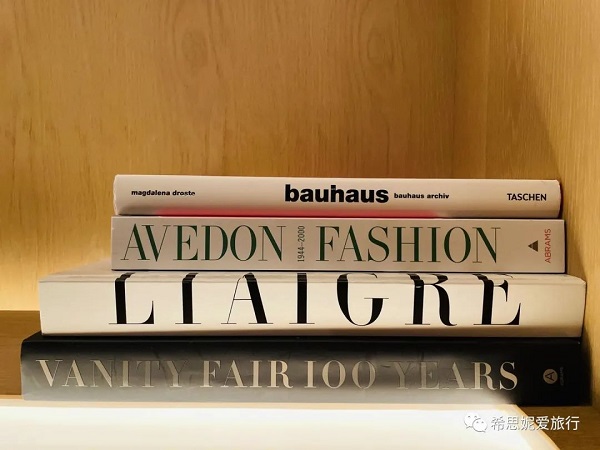 magdalena droste bauhaus bauhaus archiv TASCHEN
AVEDON 1944–2000 FASHION ABRAMS
LIAIGRE
VANITY FAIR 100 YEARS
希思妮爱旅行